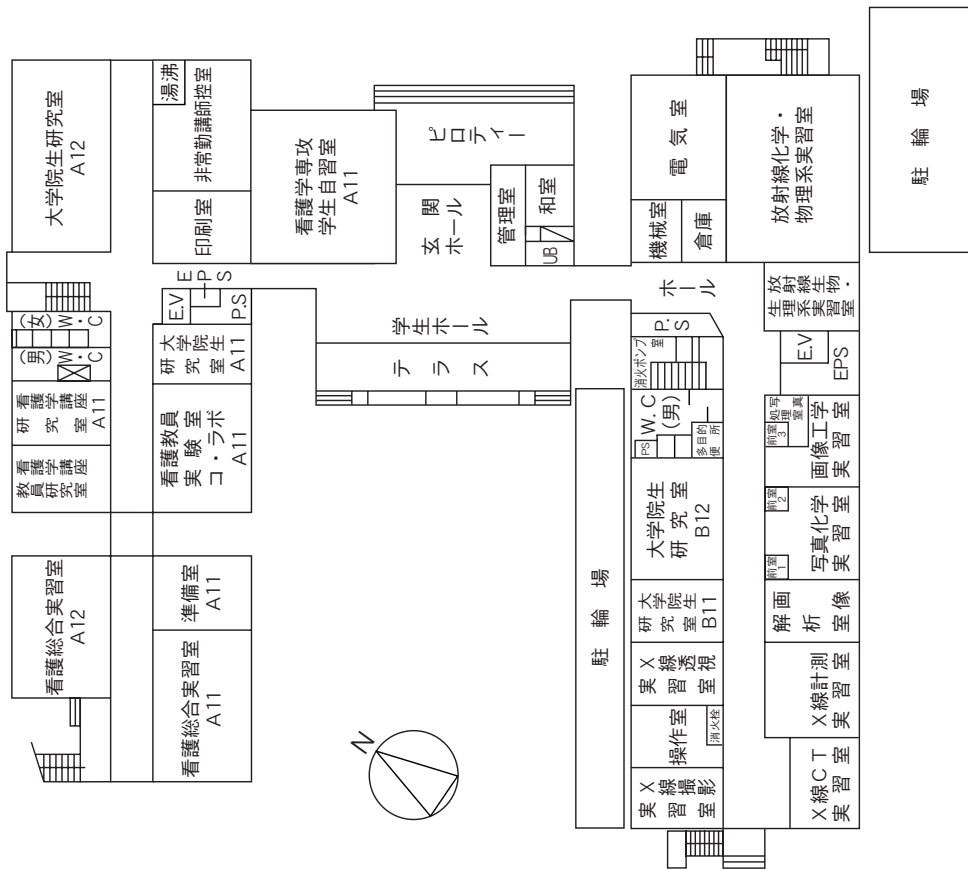 大学院生研究室
A12
湯沸
非常勤講師控室
印刷室
看護学専攻
学生自習室
A11
ピロティー
玄関
ホール
管理室
和室
UB
電気室
機械室
倉庫
放射線化学・
物理系実習室
駐輪場
(女)
W・C
(男)
W・C
EPS
E.V
P.S
看護学講座
研究室
A11
看護学講座
教員研究室
大学院生
研究室
A11
看護教員
実験室
コ・ラボ
A11
学生ホール
テラス
ホール
P.S
消火ポンプ室
W.C
(男)
PS
多目的
便所
放射線生物・
生理系実習室
E.V
EPS
写真
処理室
前室3
画像工学
実習室
前室2
前室1
写真化学
実習室
大学院生
研究室
B12
大学院生
研究室
B11
画像
解析室
看護総合実習室
A12
準備室
A11
看護総合実習室
A11
N
駐輪場
X線透視
実習室
操作室
消火栓
X線撮影
実習室
X線計測
実習室
X線CT
実習室